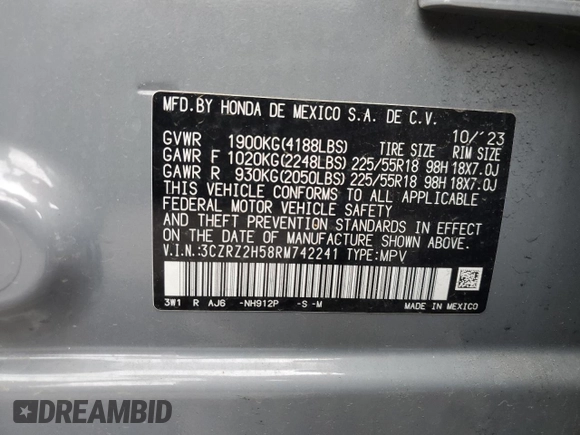 MFD.BY HONDA DE MEXICO S.A. DE C.V.
10/'23
GVWR 1900KG(4188LBS) TIRE SIZE RIM SIZE
GAWR F 1020KG(2248LBS) 225/55R18 98H 18X7.0J
GAWR R 930KG(2050LBS) 225/55R18 98H 18X7.0J
THIS VEHICLE CONFORMS TO ALL APPLICABLE
FEDERAL MOTOR VEHICLE SAFETY
AND THEFT PREVENTION STANDARDS IN EFFECT
ON THE DATE OF MANUFACTURE SHOWN ABOVE.
V.I.N.:3CZRZ2H58RM742241 TYPE:MPV
3W1 R AJ6 -NH912P -S -M MADE IN MEXICO
DREAMBID